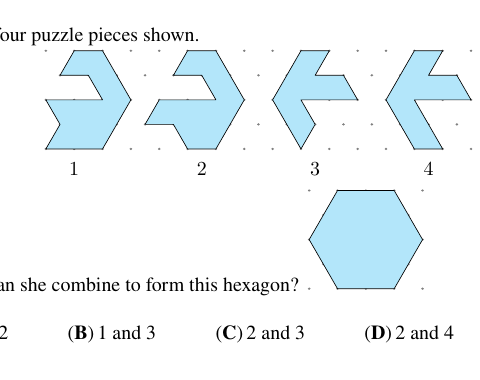 four puzzle pieces shown.
1 2 3 4
she combine to form this hexagon?
2 (B) 1 and 3 (C) 2 and 3 (D) 2 and 4